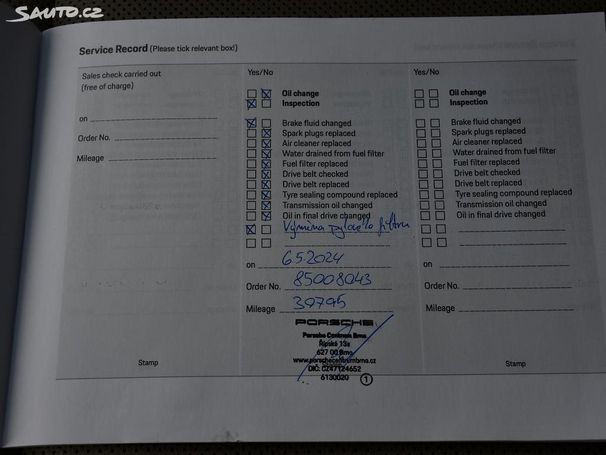 SAUTO.CZ
Service Record (Please tick relevant box!)
Sales check carried out
(free of charge)
on
Order No.
Mileage
Stamp
Yes/No
Oil change
Inspection
Brake fluid changed
Spark plugs replaced
Air cleaner replaced
Water drained from fuel filter
Fuel filter replaced
Drive belt checked
Drive belt replaced
Tyre sealing compound replaced
Transmission oil changed
Oil in final drive changed
Výměna pylového filtru
on 6.5.2024
Order No. 85008043
Mileage 39795
PORSCHE
Porsche Centrum Brno
Řipská 13a
627 00 Brno
www.porschecentrumbrno.cz
DIČ: CZ47124652
6130020
1
Yes/No
Oil change
Inspection
Brake fluid changed
Spark plugs replaced
Air cleaner replaced
Water drained from fuel filter
Fuel filter replaced
Drive belt checked
Drive belt replaced
Tyre sealing compound replaced
Transmission oil changed
Oil in final drive changed
on
Order No.
Mileage
Stamp